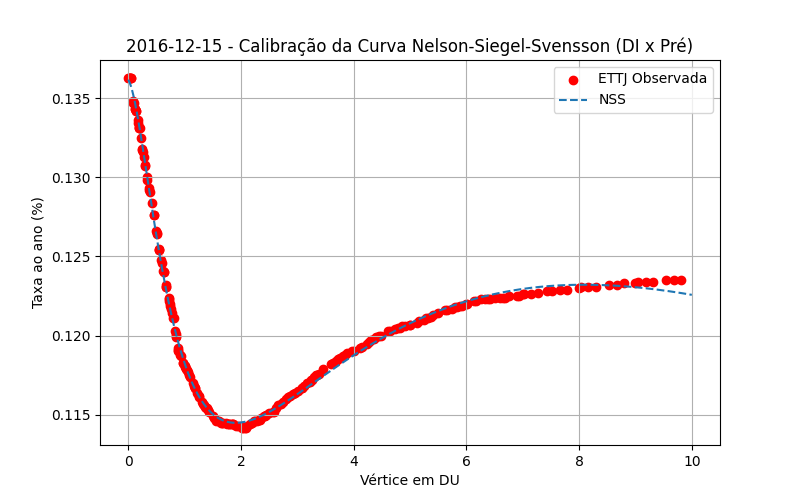 2016-12-15 - Calibração da Curva Nelson-Siegel-Svensson (DI x Pré)
ETTJ Observada
NSS
Taxa ao ano (%)
0.135
0.130
0.125
0.120
0.115
0 2 4 6 8 10
Vértice em DU